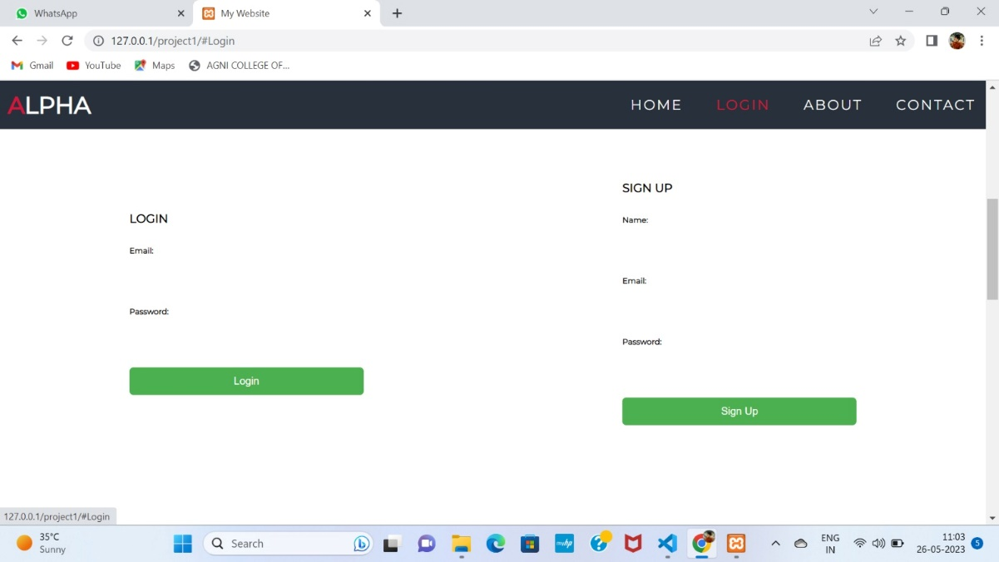 WhatsApp
My Website
127.0.0.1/project1/#Login
Gmail YouTube Maps AGNI COLLEGE OF...
ALPHA HOME LOGIN ABOUT CONTACT
LOGIN
Email:
Password:
Login
SIGN UP
Name:
Email:
Password:
Sign Up
127.0.0.1/project1/#Login
35°C
Sunny
Search
myhp
ENG
IN
11:03
26-05-2023
5